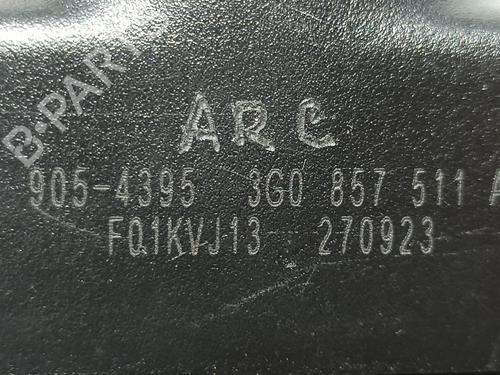 B-PARTS
ARC
905-4395 3G0 857 511 A
FQ1KVJ13 270923